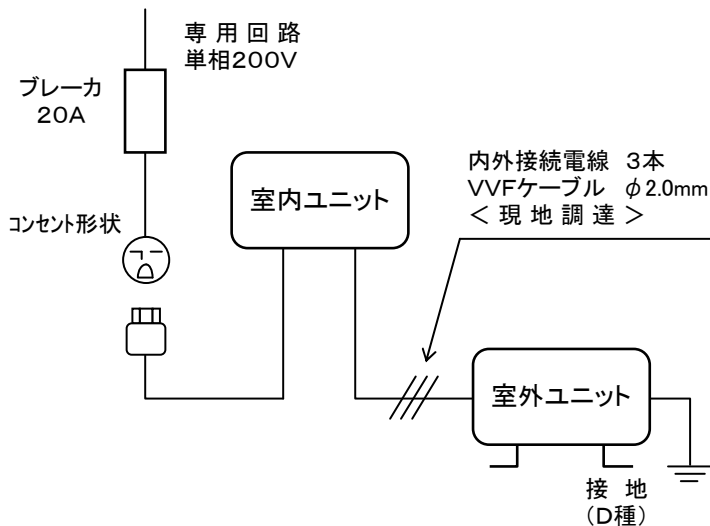 専用回路
単相200V
ブレーカ
20A
コンセント形状
室内ユニット
内外接続電線 3本
VVFケーブル φ2.0mm
＜現地調達＞
室外ユニット
接地
（D種）